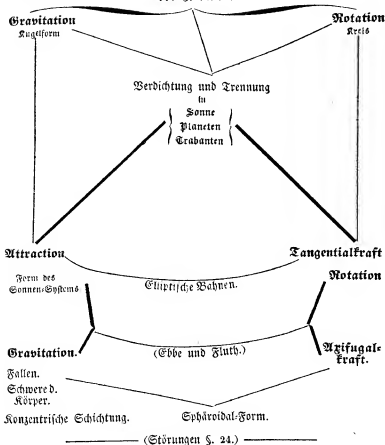 Gravitation
Kugelform
Rotation
Kreis
Verdichtung und Trennung
in
Sonne
Planeten
Trabanten
Attraction
Tangentialkraft
Form des
Sonnen-Systems
Elliptische Bahnen.
Rotation
Gravitation.
(Ebbe und Fluth.)
Axifugal-
kraft.
Fallen.
Schwere d.
Körper.
Konzentrische Schichtung.
Sphäroidal-Form.
(Störungen §. 24.)